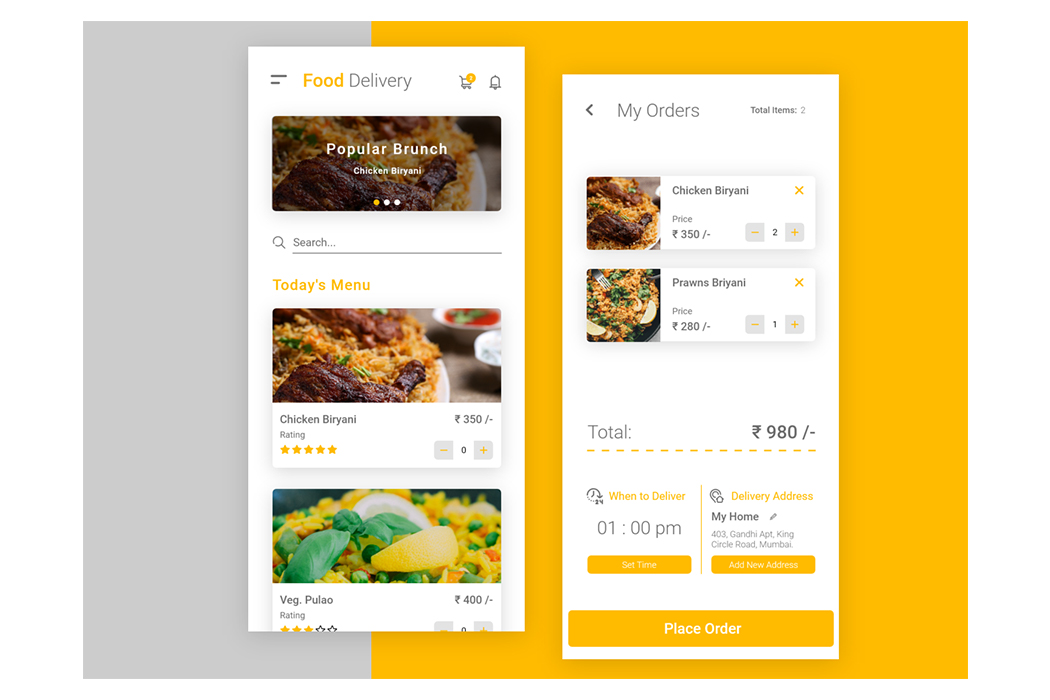 Food Delivery
2
Popular Brunch
Chicken Biryani
Search...
Today's Menu
Chicken Biryani ₹ 350 /-
Rating
0
Veg. Pulao ₹ 400 /-
Rating
0
My Orders Total Items: 2
Chicken Biryani
Price
₹ 350 /- 2
Prawns Briyani
Price
₹ 280 /- 1
Total: ₹ 980 /-
24
When to Deliver
01 : 00 pm
Set Time
Delivery Address
My Home
403, Gandhi Apt, King
Circle Road, Mumbai.
Add New Address
Place Order